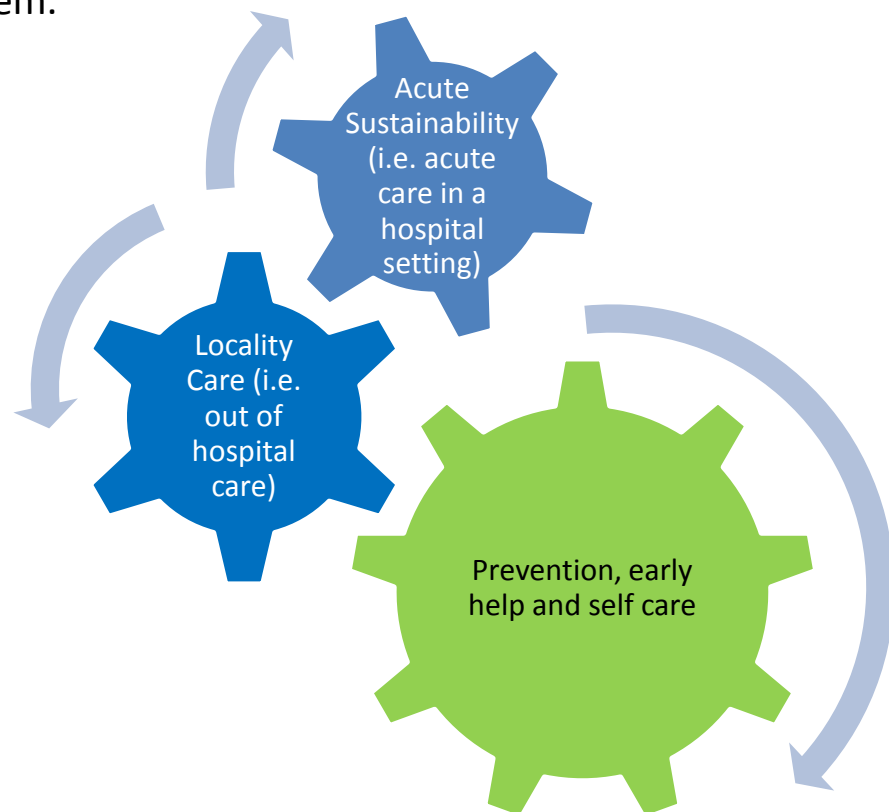 Acute
Sustainability
(i.e. acute
care in a
hospital
setting)
Locality
Care (i.e.
out of
hospital
care)
Prevention, early
help and self care